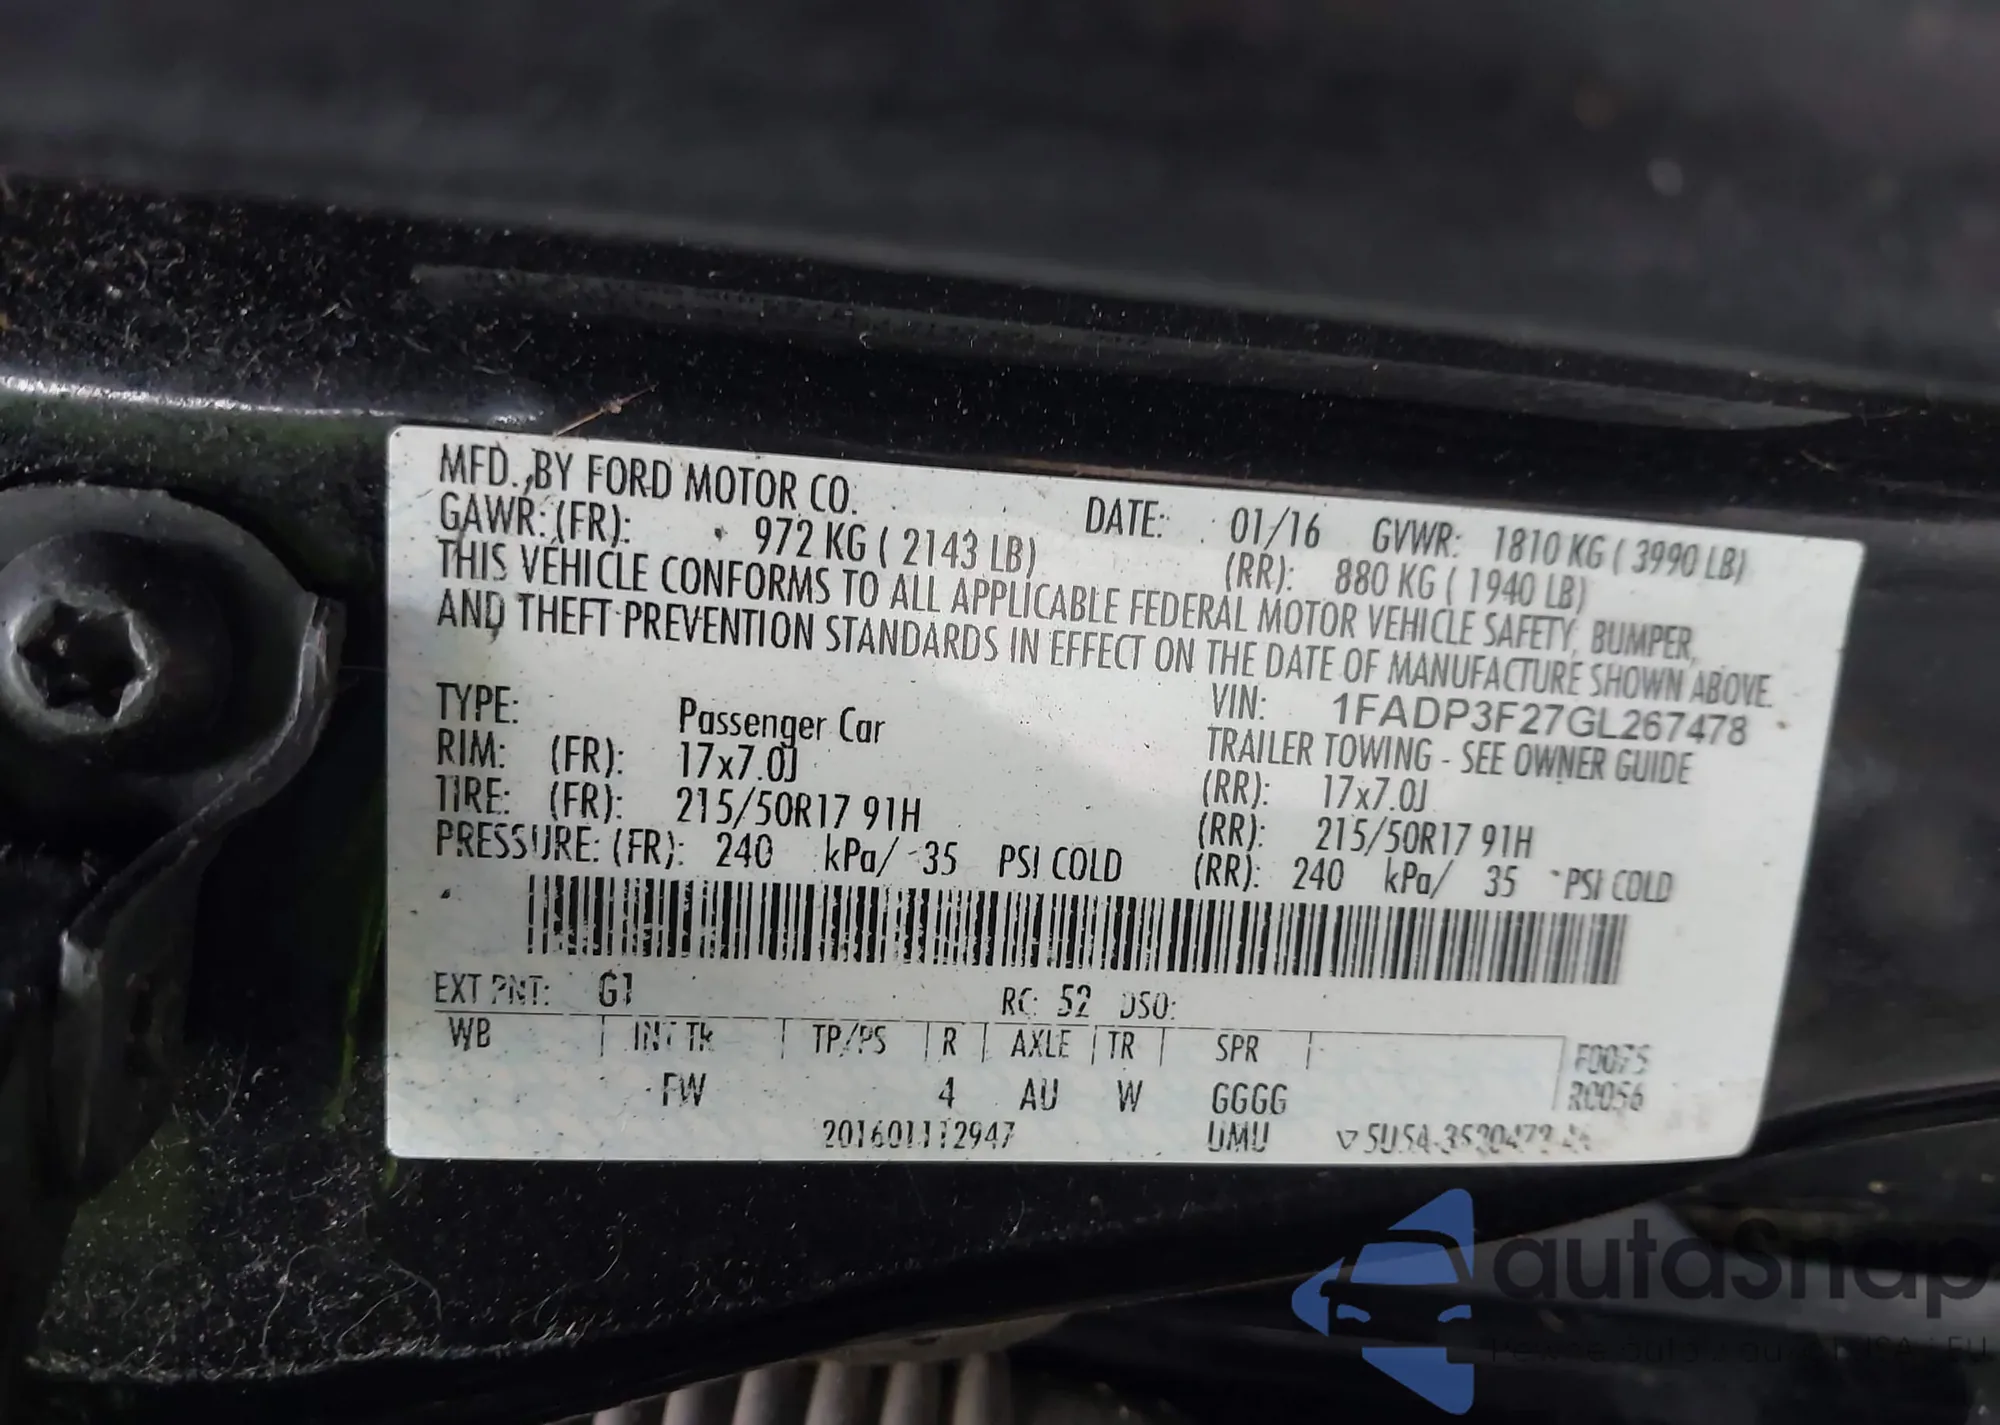 MFD. BY FORD MOTOR CO.
DATE: 01/16 GVWR: 1810 KG ( 3990 LB)
GAWR: (FR): 972 KG ( 2143 LB) (RR): 880 KG ( 1940 LB)
THIS VEHICLE CONFORMS TO ALL APPLICABLE FEDERAL MOTOR VEHICLE SAFETY, BUMPER,
AND THEFT PREVENTION STANDARDS IN EFFECT ON THE DATE OF MANUFACTURE SHOWN ABOVE.
VIN: 1FADP3F27GL267478
TYPE: Passenger Car TRAILER TOWING - SEE OWNER GUIDE
RIM: (FR): 17x7.0J (RR): 17x7.0J
TIRE: (FR): 215/50R17 91H (RR): 215/50R17 91H
PRESSURE: (FR): 240 kPa/ 35 PSI COLD (RR): 240 kPa/ 35 PSI COLD
EXT PNT: G1 RC: 52 DSO:
WB INT TR TP/PS R AXLE TR SPR F0075
FW 4 AU W GGGG R0056
UMU
autaSnap